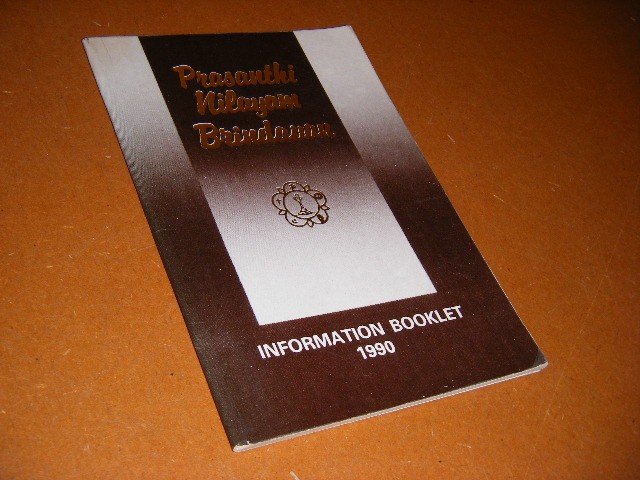 Prasanthi
Nilayam
Brindavan
INFORMATION BOOKLET
1990